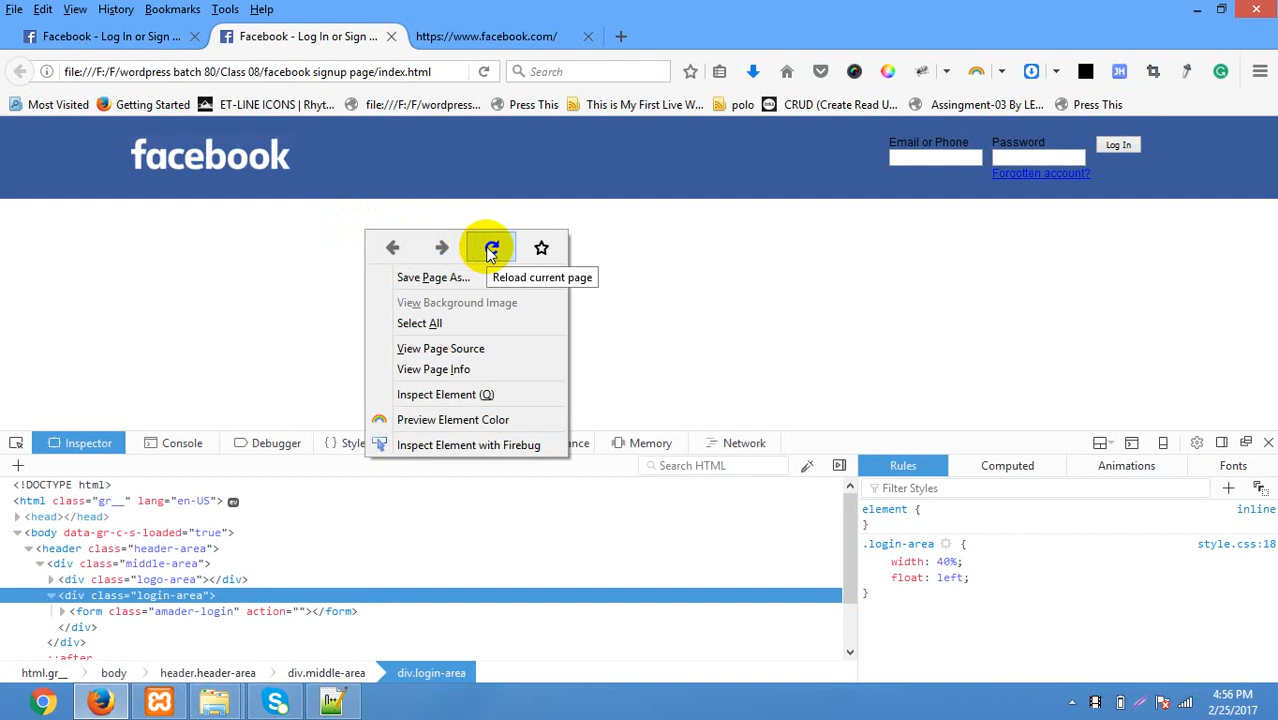 File Edit View History Bookmarks Tools Help
Facebook - Log In or Sign ... Facebook - Log In or Sign ... https://www.facebook.com/
file:///F:/F/wordpress batch 80/Class 08/facebook signup page/index.html Search
Most Visited Getting Started ET-LINE ICONS | Rhyt... file:///F:/F/wordpress... Press This This is My First Live W... polo CRUD (Create Read U... Assingment-03 By LE... Press This
facebook
Email or Phone Password
Log In
Forgotten account?
Save Page As...
Reload current page
View Background Image
Select All
View Page Source
View Page Info
Inspect Element (Q)
Preview Element Color
Inspect Element with Firebug
Inspector Console Debugger Style ance Memory Network
Search HTML Rules Computed Animations Fonts
Filter Styles
<!DOCTYPE html>
<html class="gr__" lang="en-US"> ev
<head></head>
<body data-gr-c-s-loaded="true">
<header class="header-area">
<div class="middle-area">
<div class="logo-area"></div>
<div class="login-area">
<form class="amader-login" action=""></form>
</div>
</div>
::after
element { inline
}
.login-area { style.css:18
width: 40%;
float: left;
}
html.gr__ body header.header-area div.middle-area div.login-area
4:56 PM
2/25/2017